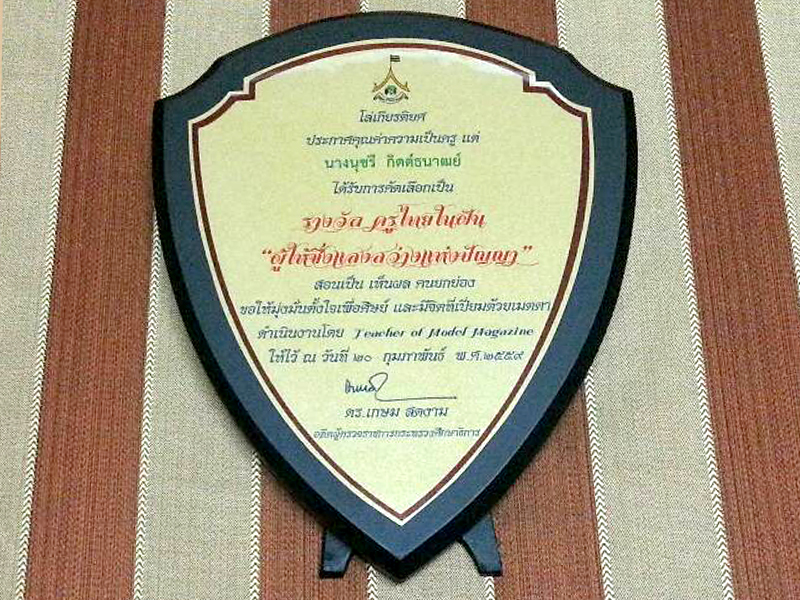 โล่เกียรติยศ
ประกาศคุณค่าความเป็นครู แด่
นางนุชรี กิตต์ธนาฒย์
ได้รับการคัดเลือกเป็น
รางวัล ครูไทยในฝัน
“ผู้ให้ซึ่งแสงสว่างแห่งปัญญา”
สอนเป็น เห็นผล คนยกย่อง
ขอให้มุ่งมั่นตั้งใจเพื่อศิษย์ และมีจิตที่เปี่ยมด้วยเมตตา
ดำเนินงานโดย Teacher of Model Magazine
ให้ไว้ ณ วันที่ ๒๐ กุมภาพันธ์ พ.ศ.๒๕๕๙
ดร.เกษม สดงาม
อดีตผู้ตรวจราชการกระทรวงศึกษาธิการ